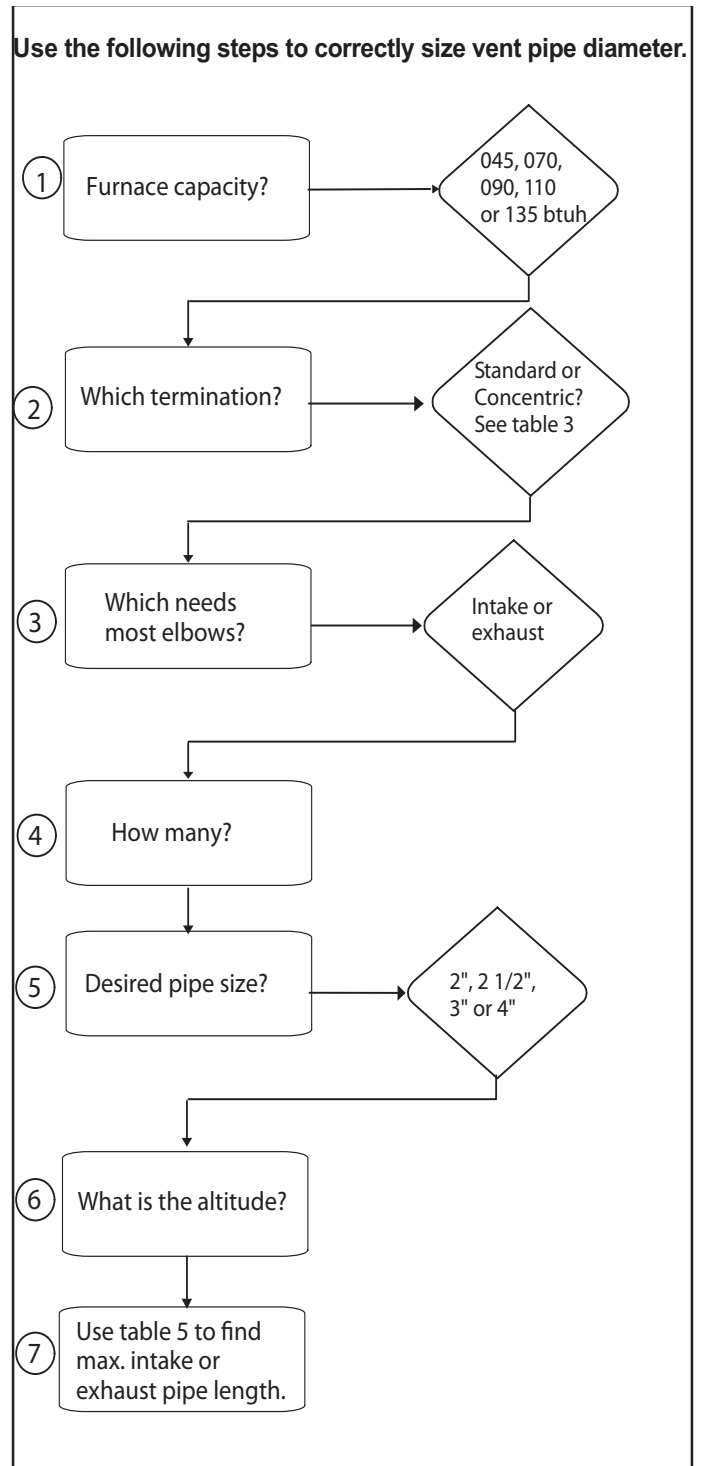 Use the following steps to correctly size vent pipe diameter.
1
Furnace capacity?
045, 070,
090, 110
or 135 btuh
2
Which termination?
Standard or
Concentric?
See table 3
3
Which needs
most elbows?
Intake or
exhaust
4
How many?
5
Desired pipe size?
2", 2 1/2",
3" or 4"
6
What is the altitude?
7
Use table 5 to find
max. intake or
exhaust pipe length.